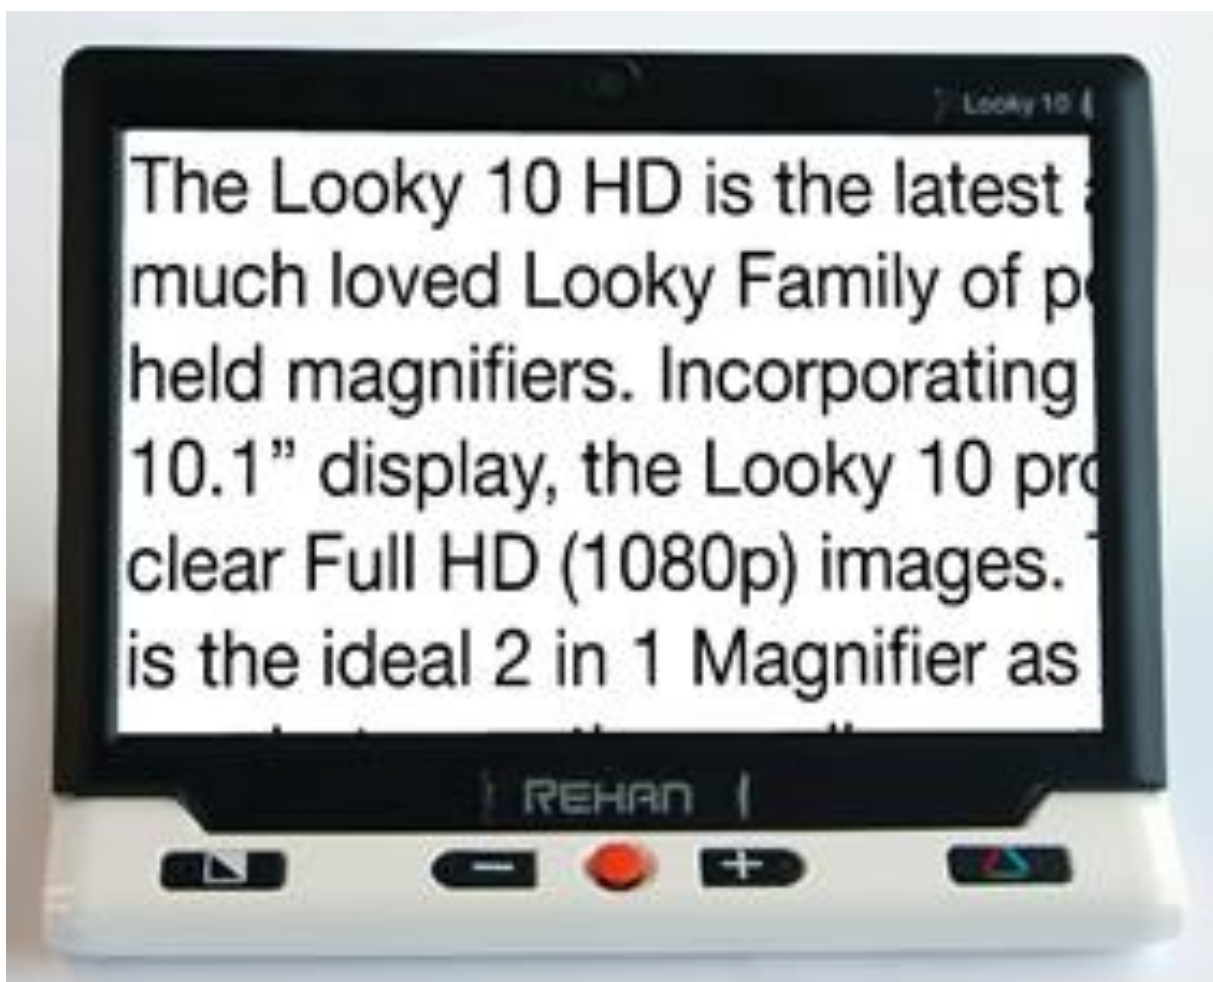 Looky 10
The Looky 10 HD is the latest
much loved Looky Family of
held magnifiers. Incorporating
10.1” display, the Looky 10
clear Full HD (1080p) images.
is the ideal 2 in 1 Magnifier as
REHAN